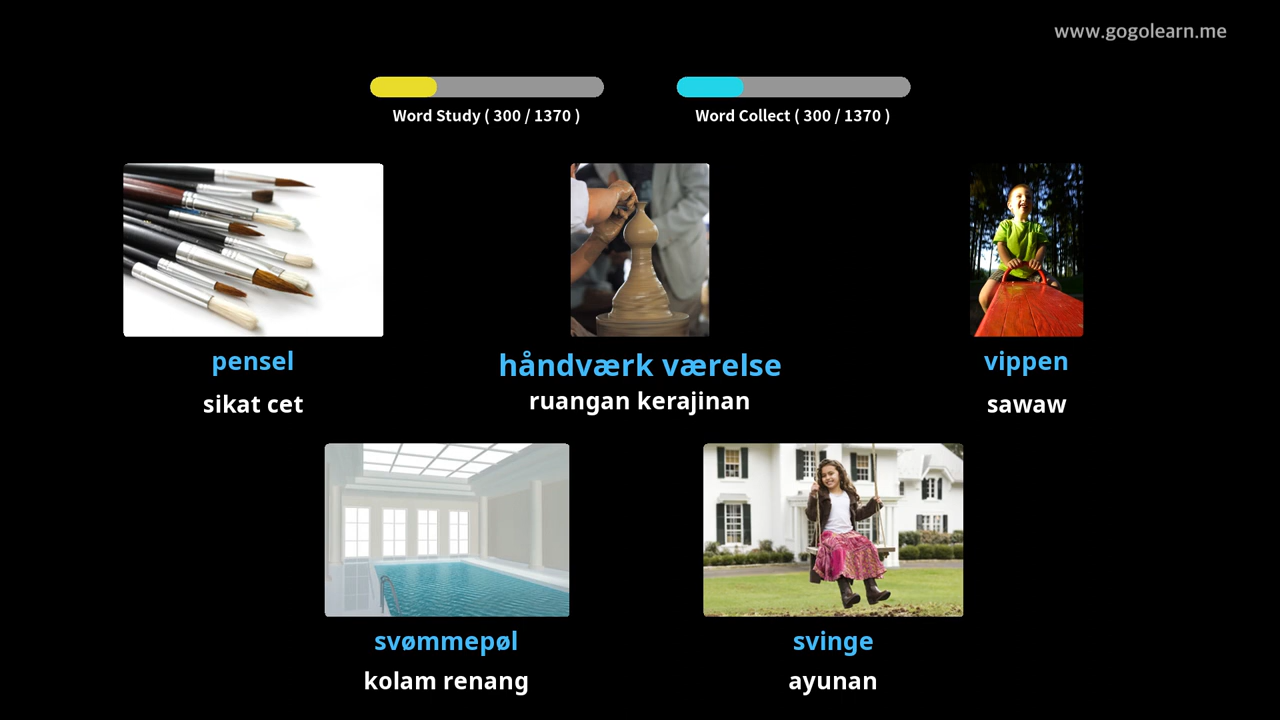 www.gogolearn.me
Word Study ( 300 / 1370 )
Word Collect ( 300 / 1370 )
pensel
sikat cet
håndværk værelse
ruangan kerajinan
vippen
sawaw
svømmepøl
kolam renang
svinge
ayunan